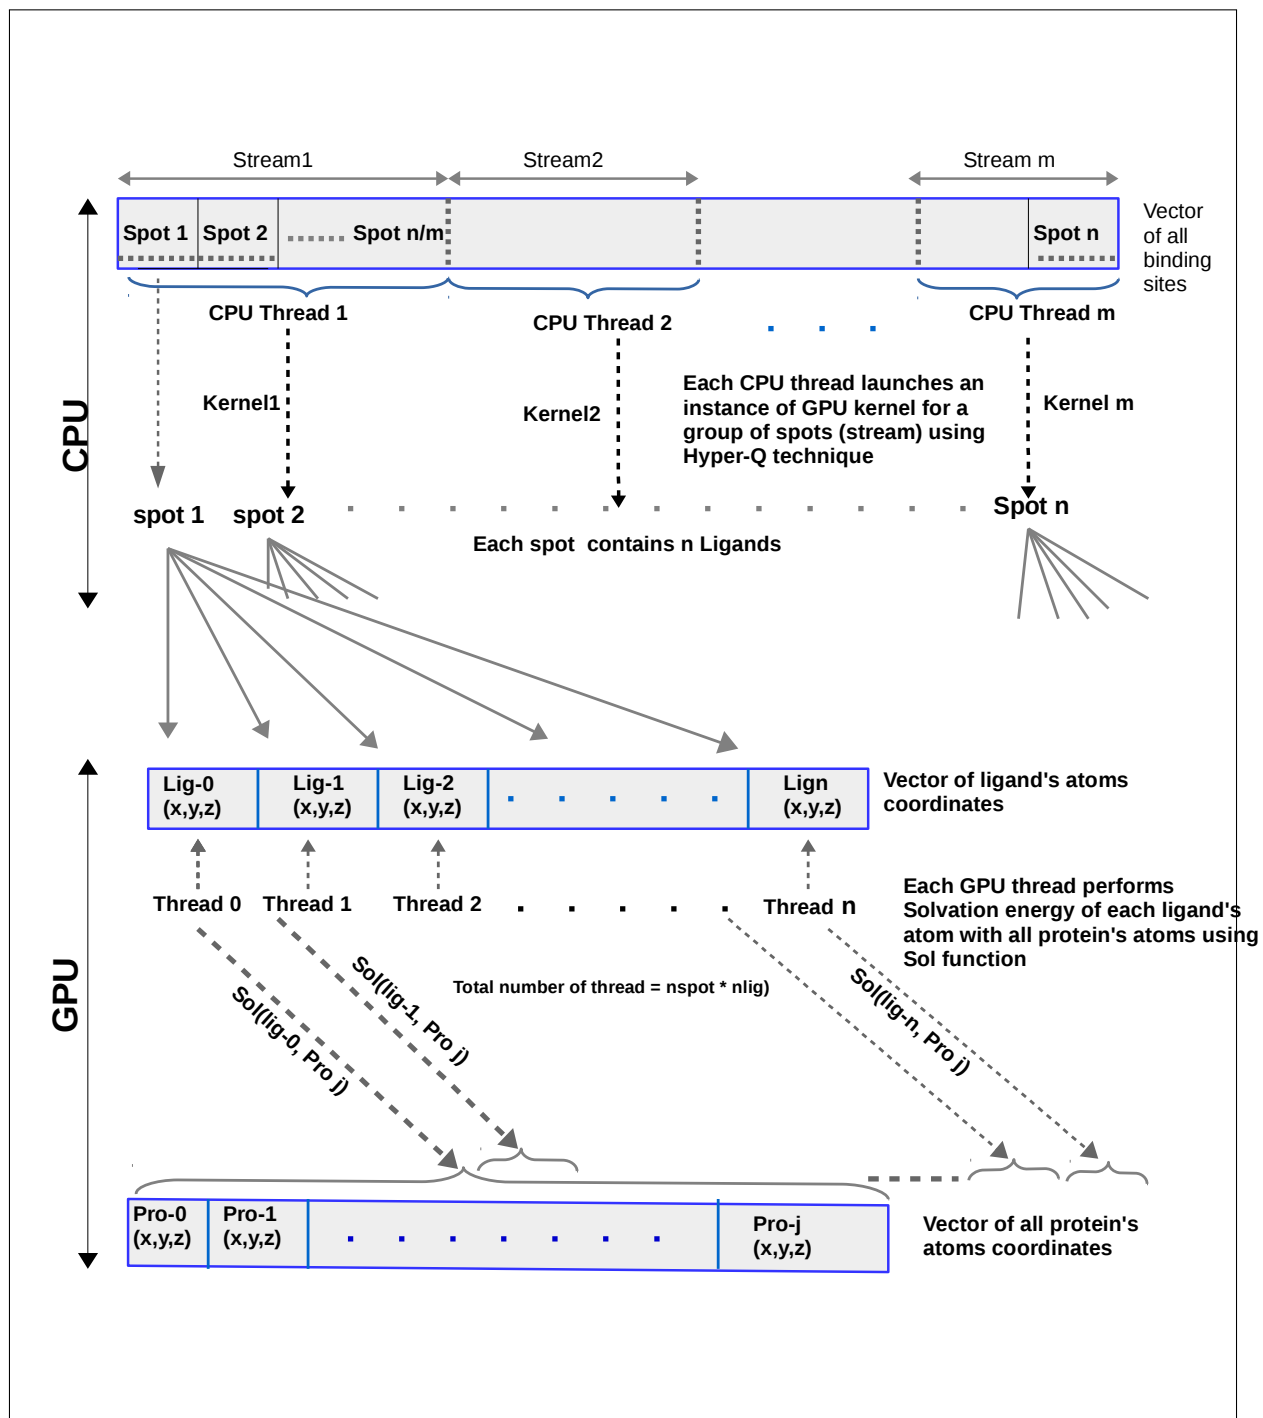 Stream1
Stream2
Stream m
Spot 1
Spot 2
Spot n/m
Spot n
Vector
of all
binding
sites
CPU Thread 1
CPU Thread 2
CPU Thread m
CPU
Kernel1
Kernel2
Each CPU thread launches an
instance of GPU kernel for a
group of spots (stream) using
Hyper-Q technique
Kernel m
spot 1
spot 2
Spot n
Each spot contains n Ligands
GPU
Lig-0
(x,y,z)
Lig-1
(x,y,z)
Lig-2
(x,y,z)
Lign
(x,y,z)
Vector of ligand's atoms
coordinates
Thread 0
Thread 1
Thread 2
Thread n
Each GPU thread performs
Solvation energy of each ligand's
atom with all protein's atoms using
Sol function
Sol(lig-0, Pro j)
Sol(lig-1, Pro j)
Total number of thread = nspot * nlig)
Sol(lig-n, Pro j)
Pro-0
(x,y,z)
Pro-1
(x,y,z)
Pro-j
(x,y,z)
Vector of all protein's
atoms coordinates